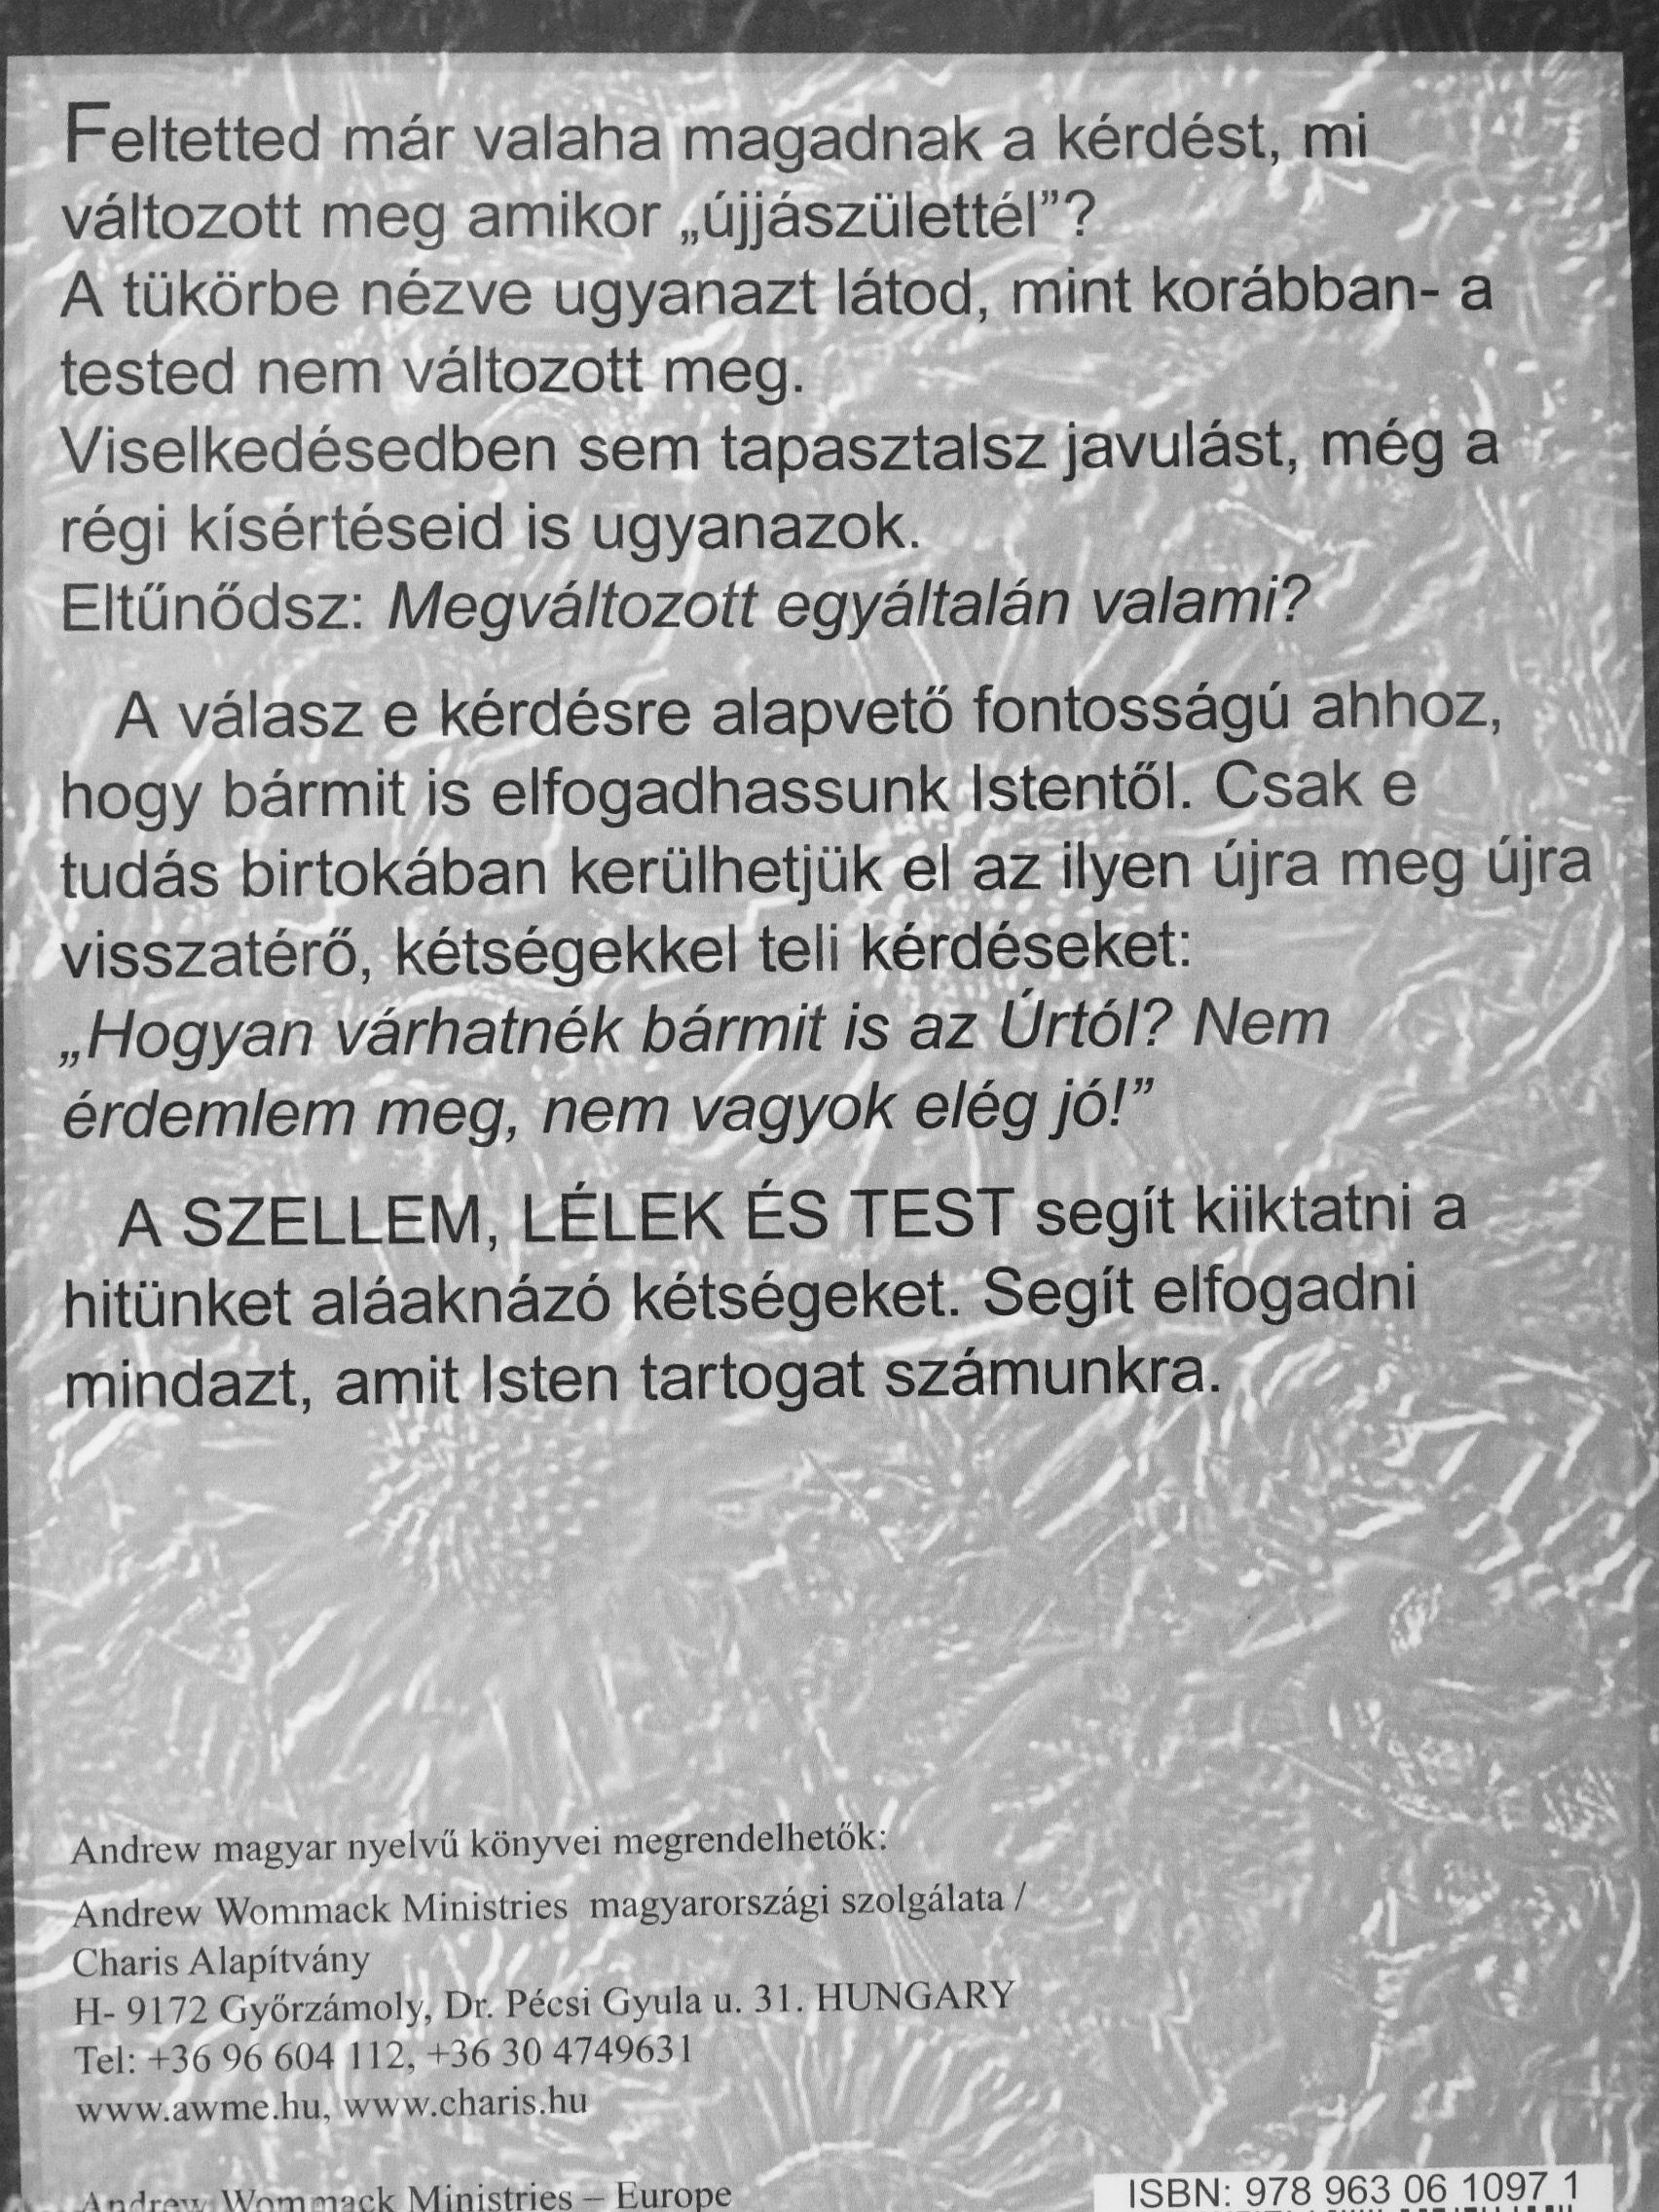 Feltetted már valaha magadnak a kérdést, mi
változott meg amikor „újjászülettél”?
A tükörbe nézve ugyanazt látod, mint korábban- a
tested nem változott meg.
Viselkedésedben sem tapasztalsz javulást, még a
régi kísértéseid is ugyanazok.
Eltűnődsz: Megváltozott egyáltalán valami?
A válasz e kérdésre alapvető fontosságú ahhoz,
hogy bármit is elfogadhassunk Istentől. Csak e
tudás birtokában kerülhetjük el az ilyen újra meg újra
visszatérő, kétségekkel teli kérdéseket:
„Hogyan várhatnék bármit is az Úrtól? Nem
érdemlem meg, nem vagyok elég jó!”
A SZELLEM, LÉLEK ÉS TEST segít kiiktatni a
hitünket aláaknázó kétségeket. Segít elfogadni
mindazt, amit Isten tartogat számunkra.
Andrew magyar nyelvű könyvei megrendelhetők:
Andrew Wommack Ministries magyarországi szolgálata /
Charis Alapítvány
H- 9172 Győrzámoly, Dr. Pécsi Gyula u. 31. HUNGARY
Tel: +36 96 604 112, +36 30 4749631
www.awme.hu, www.charis.hu
Andrew Wommack Ministries – Europe
ISBN: 978 963 06 1097 1